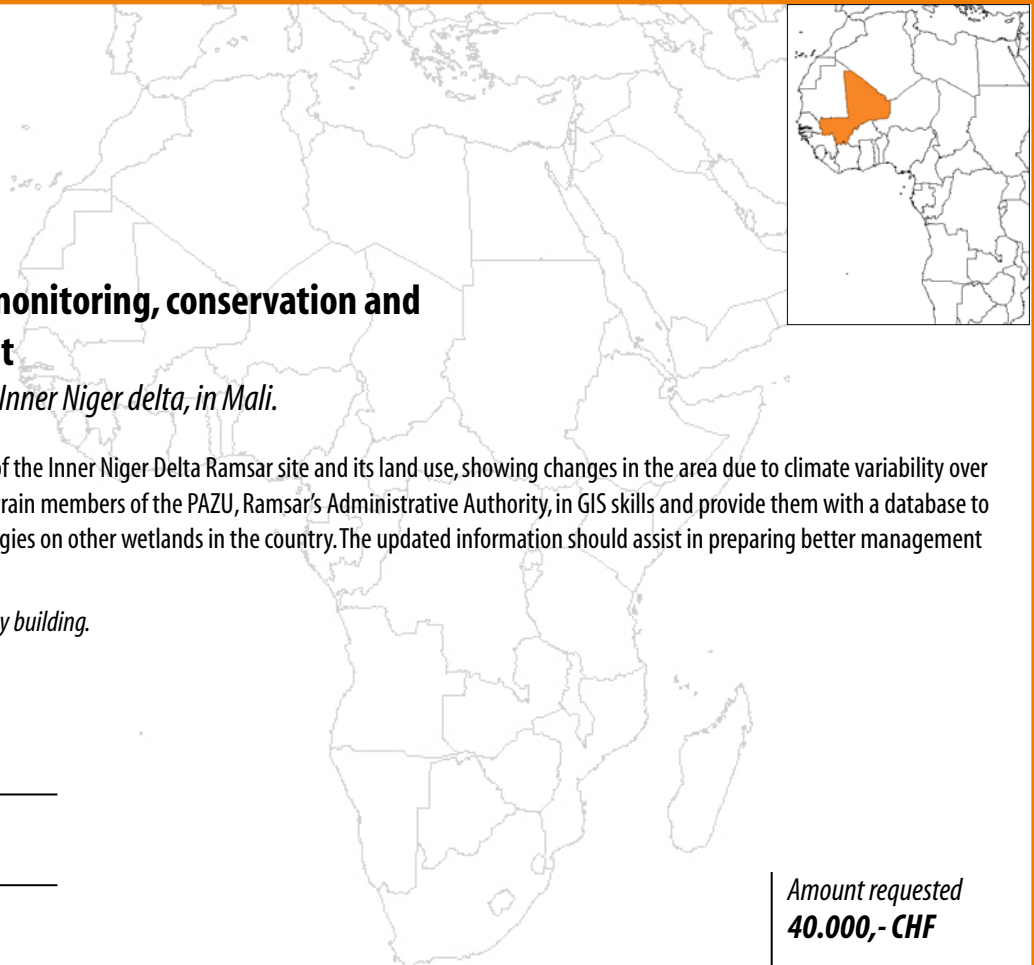 monitoring, conservation and
t
Inner Niger delta, in Mali.
of the Inner Niger Delta Ramsar site and its land use, showing changes in the area due to climate variability over
train members of the PAZU, Ramsar's Administrative Authority, in GIS skills and provide them with a database to
gies on other wetlands in the country. The updated information should assist in preparing better management
y building.
Amount requested
40.000,- CHF